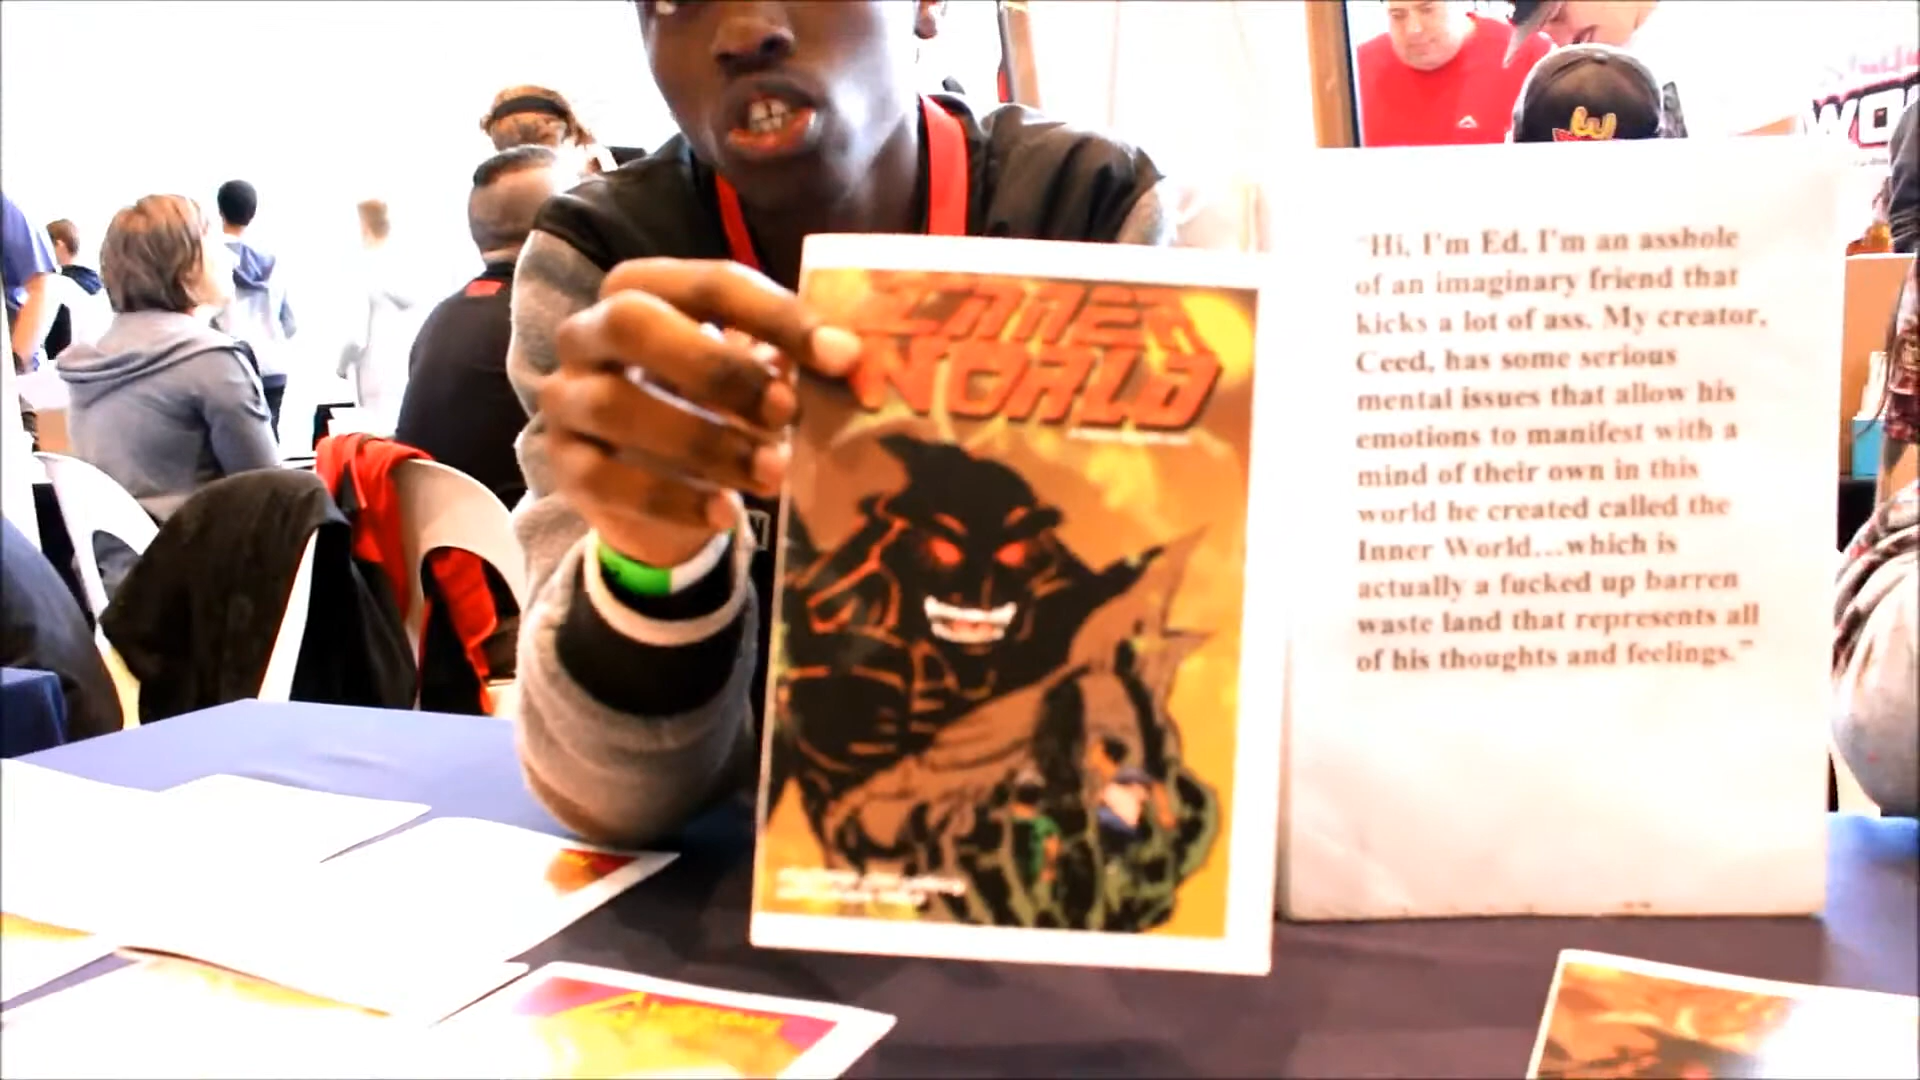 INNER
WORLD
"Hi, I'm Ed. I'm an asshole
of an imaginary friend that
kicks a lot of ass. My creator,
Ceed, has some serious
mental issues that allow his
emotions to manifest with a
mind of their own in this
world he created called the
Inner World...which is
actually a fucked up barren
waste land that represents all
of his thoughts and feelings."